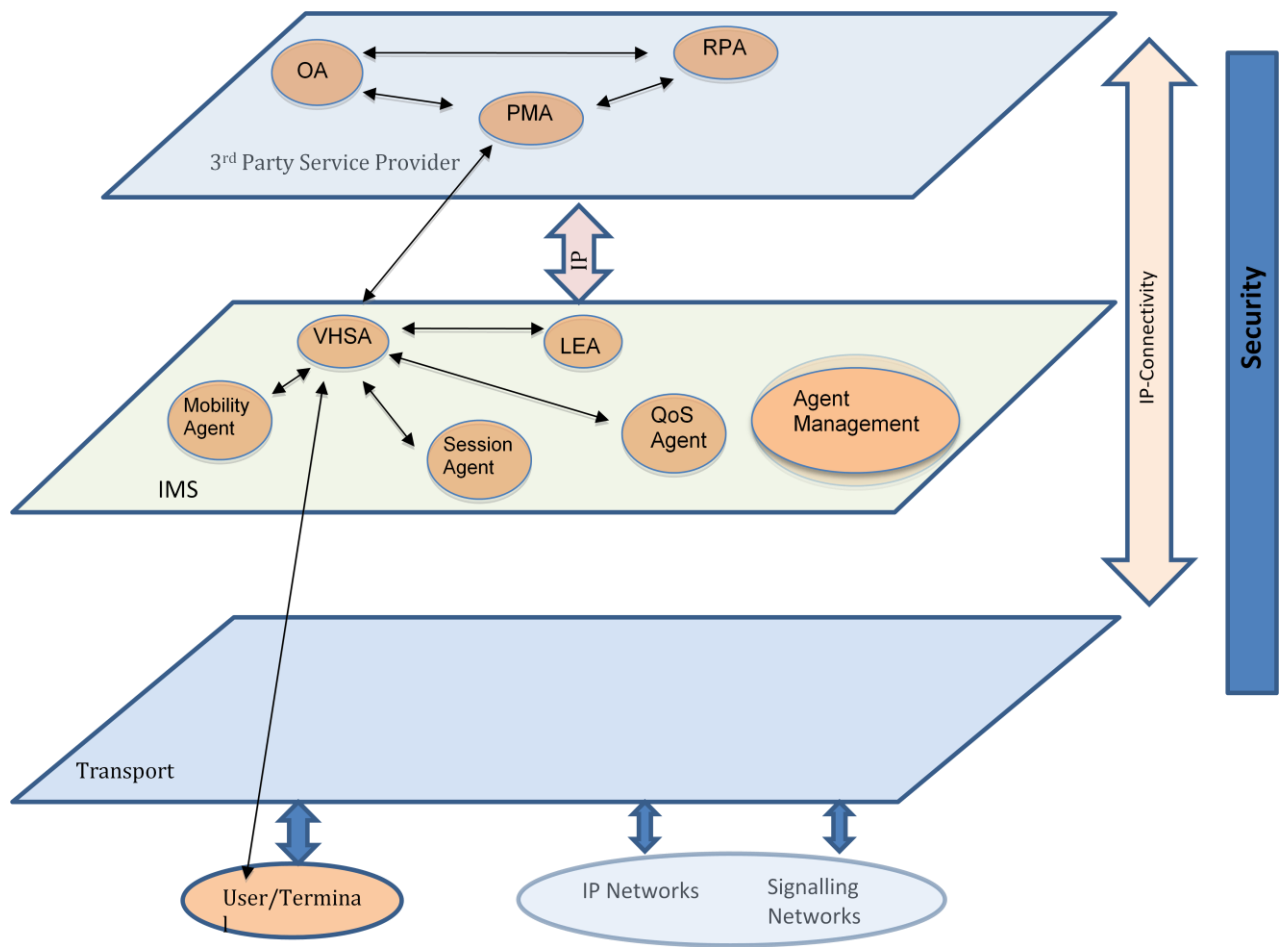 OA
RPA
PMA
3rd Party Service Provider
IP
VHSA
LEA
Mobility
Agent
Session
Agent
QoS
Agent
Agent
Management
IMS
IP-Connectivity
Security
Transport
User/Termina
l
IP Networks
Signalling
Networks